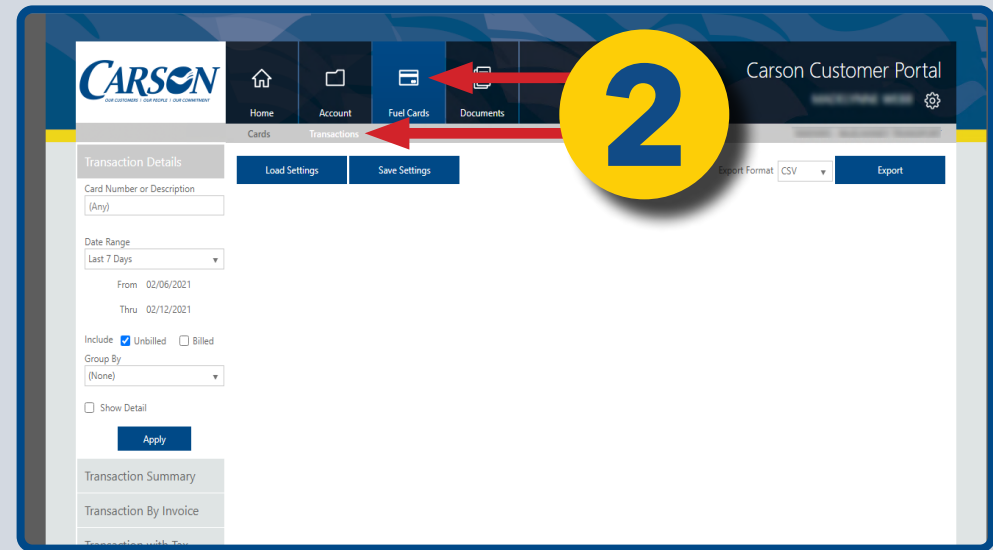 CARSON
OUR CUSTOMERS | OUR PEOPLE | OUR COMMITMENT
Home
Account
Fuel Cards
Documents
2
Carson Customer Portal
Cards
Transactions
Transaction Details
Load Settings
Save Settings
Export Format
CSV
Export
Card Number or Description
(Any)
Date Range
Last 7 Days
From 02/06/2021
Thru 02/12/2021
Include Unbilled Billed
Group By
(None)
Show Detail
Apply
Transaction Summary
Transaction By Invoice
Transaction with Tax